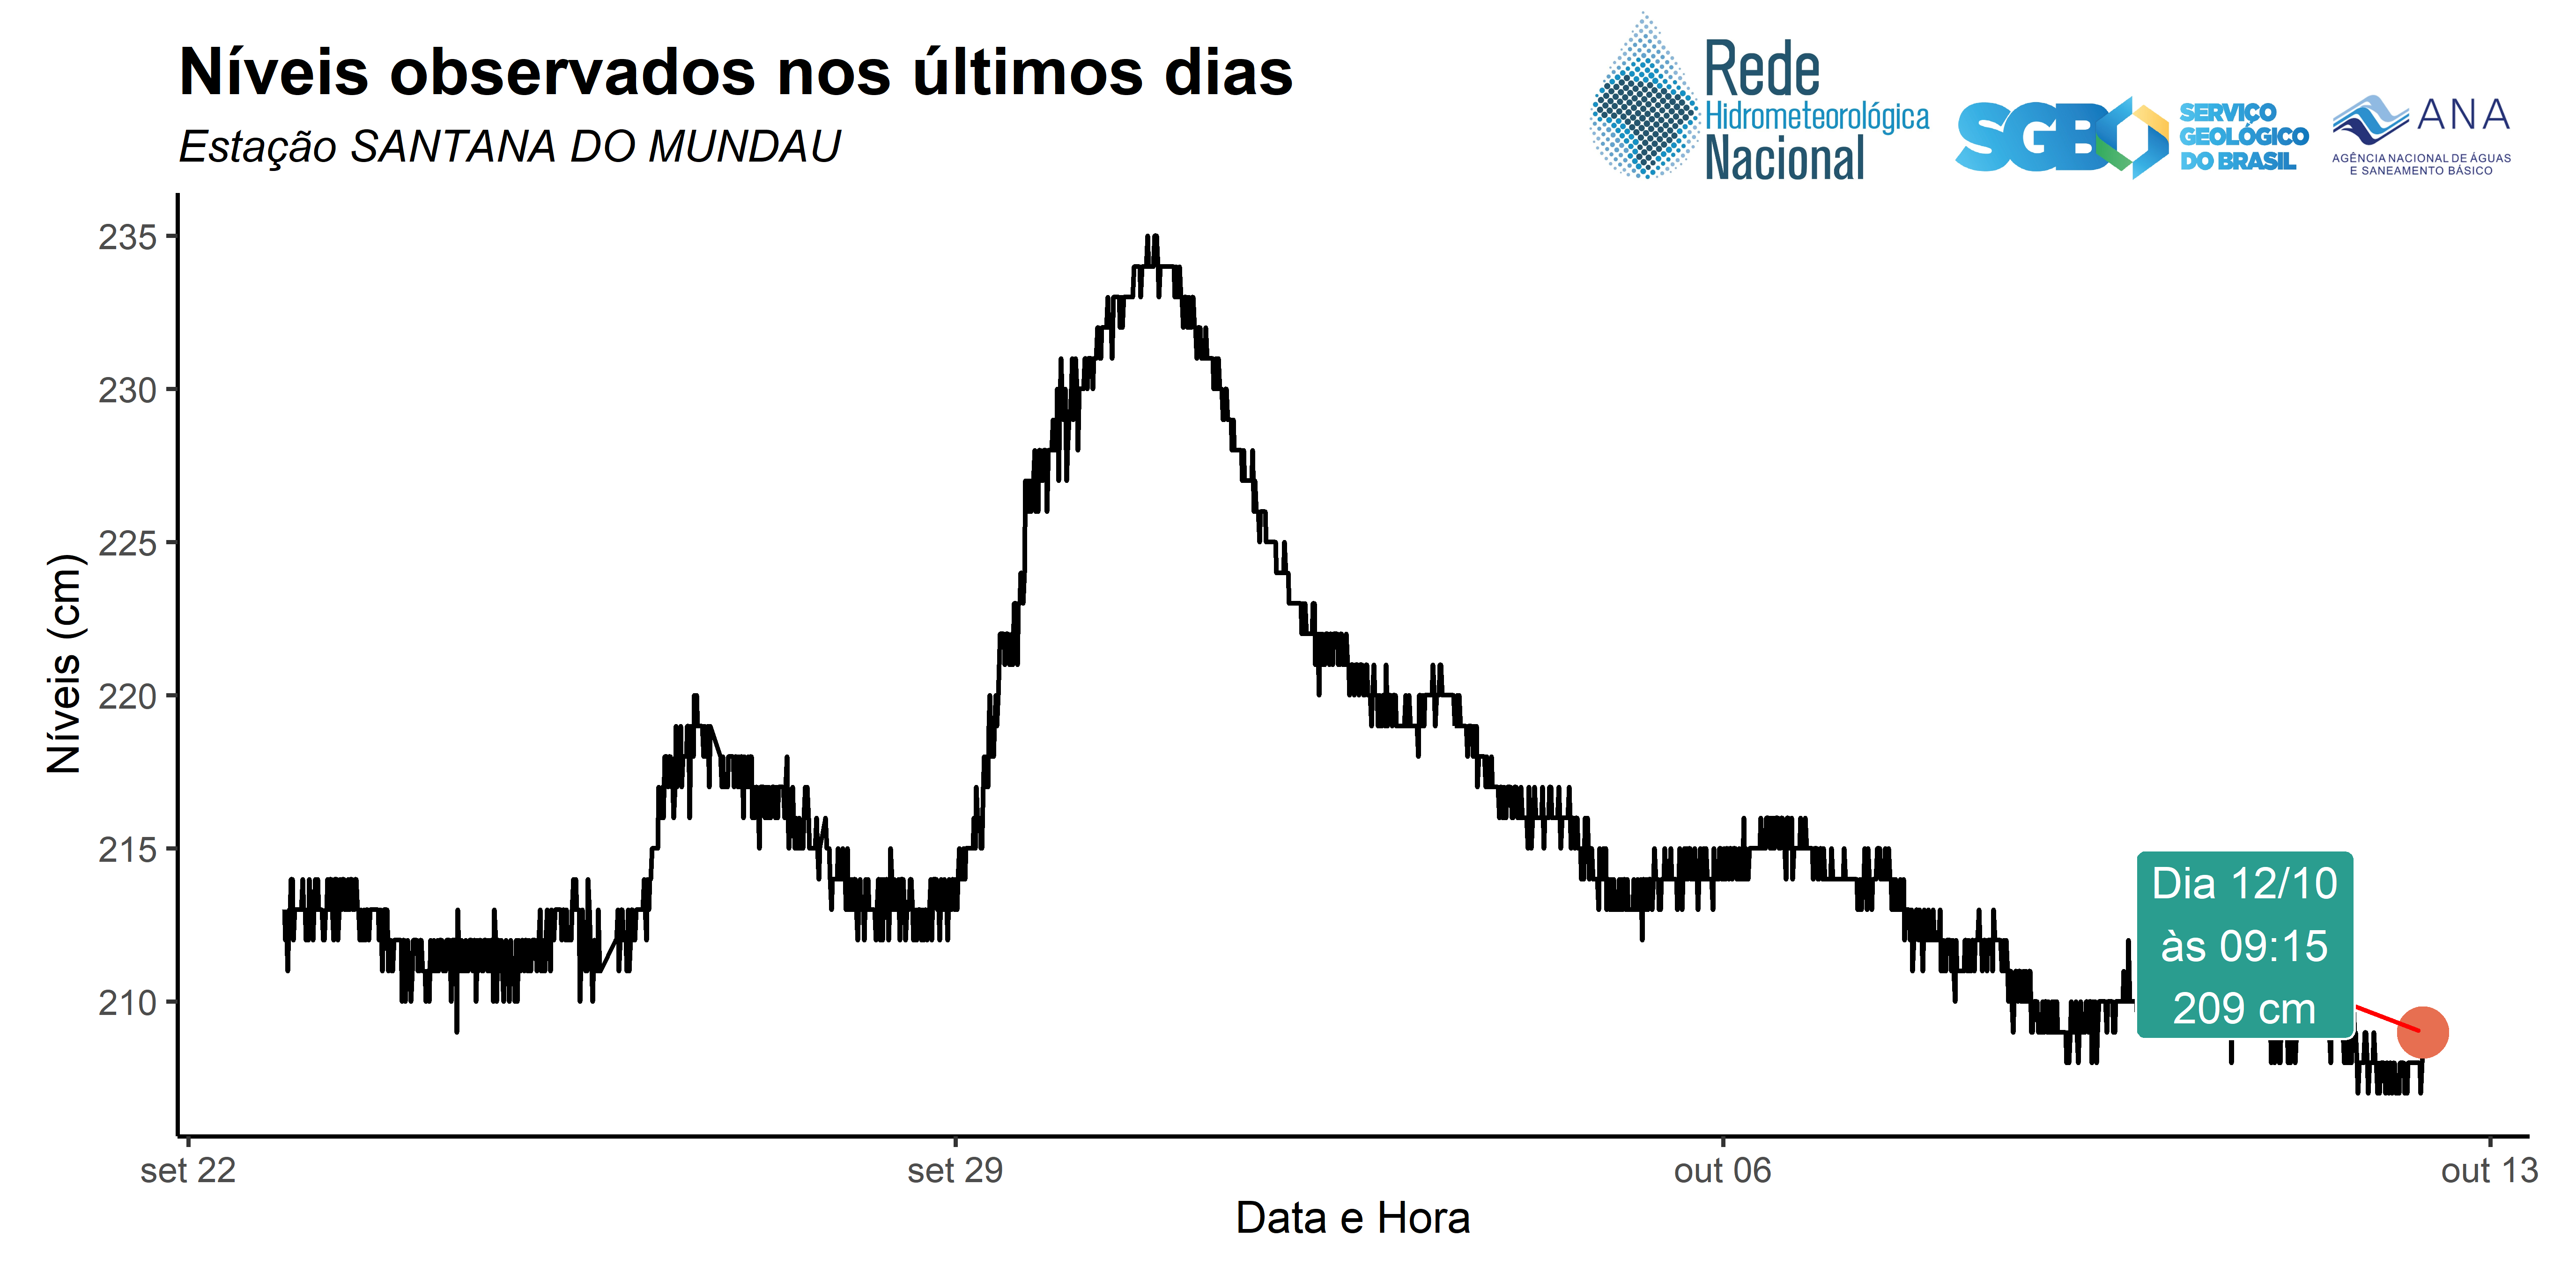 Níveis observados nos últimos dias
Estação SANTANA DO MUNDAU
Rede
Hidrometeorológica
Nacional
SGB
SERVIÇO
GEOLÓGICO
DO BRASIL
ANA
AGÊNCIA NACIONAL DE ÁGUAS
E SANEAMENTO BÁSICO
Níveis (cm)
235
230
225
220
215
210
Dia 12/10
às 09:15
209 cm
set 22
set 29
out 06
out 13
Data e Hora